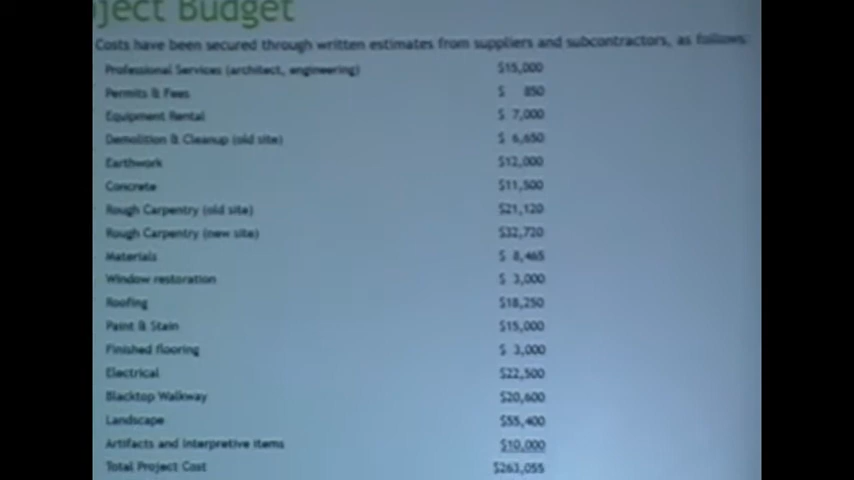 ject Budget
Costs have been secured through written estimates from suppliers and subcontractors, as follows:
Professional Services (architect, engineering) $15,000
Permits & Fees $ 850
Equipment Rental $ 7,000
Demolition & Cleanup (old site) $ 6,650
Earthwork $12,000
Concrete $11,500
Rough Carpentry (old site) $21,120
Rough Carpentry (new site) $32,720
Materials $ 8,465
Window restoration $ 3,000
Roofing $18,250
Paint & Stain $15,000
Finished flooring $ 3,000
Electrical $22,500
Blacktop Walkway $20,600
Landscape $55,400
Artifacts and interpretive items $10,000
Total Project Cost $263,055